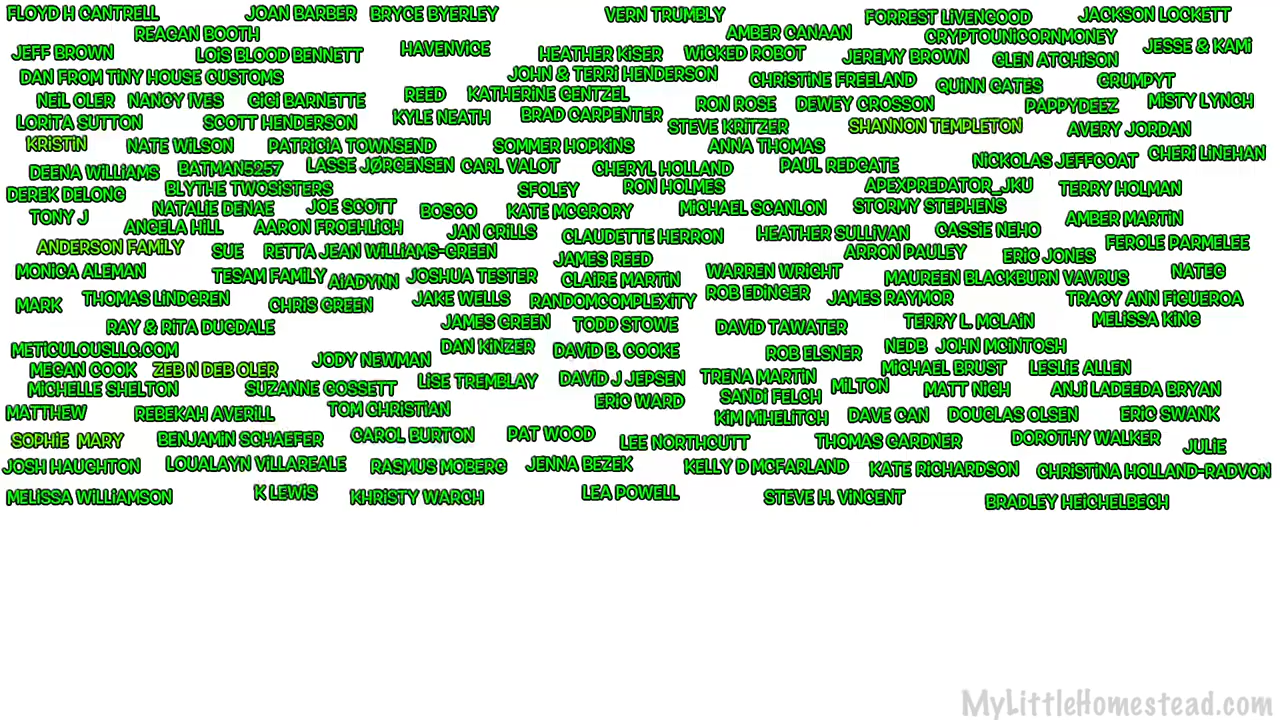 FLOYD H CANTRELL JOAN BARBER BRYCE BYERLEY VERN TRUMBLY FORREST LiVENGOOD JACKSON LOCKETT
REAGAN BOOTH AMBER CANAAN CRYPTOUNiCORNMONEY
JEFF BROWN LOiS BLOOD BENNETT HAVENViCE HEATHER KiSER WiCKED ROBOT JEREMY BROWN GLEN ATCHiSON JESSE & KAMi
DAN FROM TiNY HOUSE CUSTOMS JOHN & TERRi HENDERSON CHRiSTiNE FREELAND QUiNN GATES GRUMPYT
NEiL OLER NANCY iVES GiGi BARNETTE REED KATHERiNE GENTZEL RON ROSE DEWEY CROSSON PAPPYDEEZ MiSTY LYNCH
LORiTA SUTTON SCOTT HENDERSON KYLE NEATH BRAD CARPENTER STEVE KRiTZER SHANNON TEMPLETON AVERY JORDAN
KRiSTiN NATE WiLSON PATRiCiA TOWNSEND SOMMER HOPKiNS ANNA THOMAS NiCKOLAS JEFFCOAT CHERi LiNEHAN
DEENA WiLLiAMS BATMAN5257 LASSE JØRGENSEN CARL VALOT CHERYL HOLLAND PAUL REDGATE
DEREK DELONG BLYTHE TWOSiSTERS SFOLEY RON HOLMES APEXPREDATOR_JKU TERRY HOLMAN
TONY J NATALiE DENAE JOE SCOTT BOSCO KATE MCGRORY MiCHAEL SCANLON STORMY STEPHENS AMBER MARTiN
ANGELA HiLL AARON FROEHLiCH JAN CRiLLS CLAUDETTE HERRON HEATHER SULLiVAN CASSiE NEHO
ANDERSON FAMiLY SUE RETTA JEAN WiLLiAMS-GREEN JAMES REED ARRON PAULEY ERiC JONES FEROLE PARMELEE
MONiCA ALEMAN TESAM FAMiLY AiADYNN JOSHUA TESTER CLAiRE MARTiN WARREN WRiGHT MAUREEN BLACKBURN VAVRUS NATEG
MARK THOMAS LiNDGREN CHRiS GREEN JAKE WELLS RANDOMCOMPLEXiTY ROB EDiNGER JAMES RAYMOR TRACY ANN FiGUEROA
RAY & RiTA DUGDALE JAMES GREEN TODD STOWE DAViD TAWATER TERRY L. MCLAiN MELiSSA KiNG
METiCULOUSLLC.COM DAN KiNZER DAViD B. COOKE ROB ELSNER NEDB JOHN MCiNTOSH
MEGAN COOK ZEB N DEB OLER JODY NEWMAN MiCHAEL BRUST LESLiE ALLEN
MiCHELLE SHELTON SUZANNE GOSSETT LiSE TREMBLAY DAViD J JEPSEN TRENA MARTiN MiLTON MATT NiGH ANJi LADEEDA BRYAN
MATTHEW REBEKAH AVERiLL TOM CHRiSTiAN ERiC WARD SANDi FELCH
KiM MiHELiTCH DAVE CAN DOUGLAS OLSEN ERiC SWANK
SOPHiE MARY BENJAMiN SCHAEFER CAROL BURTON PAT WOOD LEE NORTHCUTT THOMAS GARDNER DOROTHY WALKER JULiE
JOSH HAUGHTON LOUALAYN ViLLAREALE RASMUS MOBERG JENNA BEZEK KELLY D MCFARLAND KATE RiCHARDSON CHRiSTiNA HOLLAND-RADVON
MELiSSA WiLLiAMSON K LEWiS KHRiSTY WARCH LEA POWELL STEVE H. ViNCENT BRADLEY HEiCHELBECH
MyLittleHomestead.com